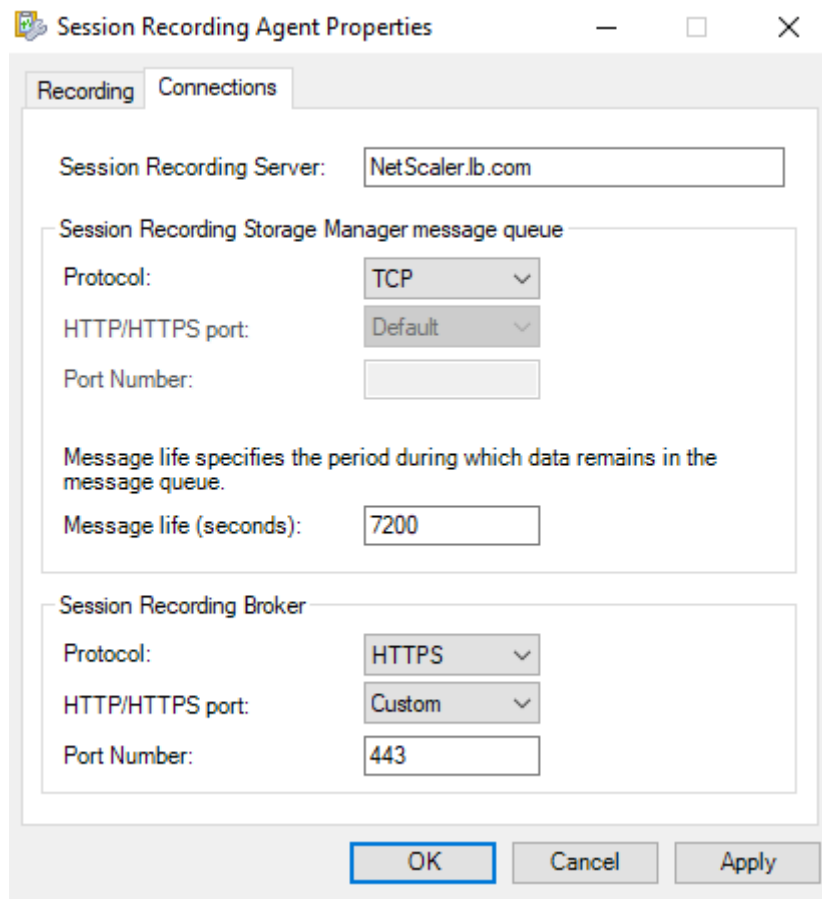 Session Recording Agent Properties
Recording
Connections
Session Recording Server:
NetScaler.lb.com
Session Recording Storage Manager message queue
Protocol:
TCP
HTTP/HTTPS port:
Default
Port Number:
Message life specifies the period during which data remains in the
message queue.
Message life (seconds):
7200
Session Recording Broker
Protocol:
HTTPS
HTTP/HTTPS port:
Custom
Port Number:
443
OK
Cancel
Apply